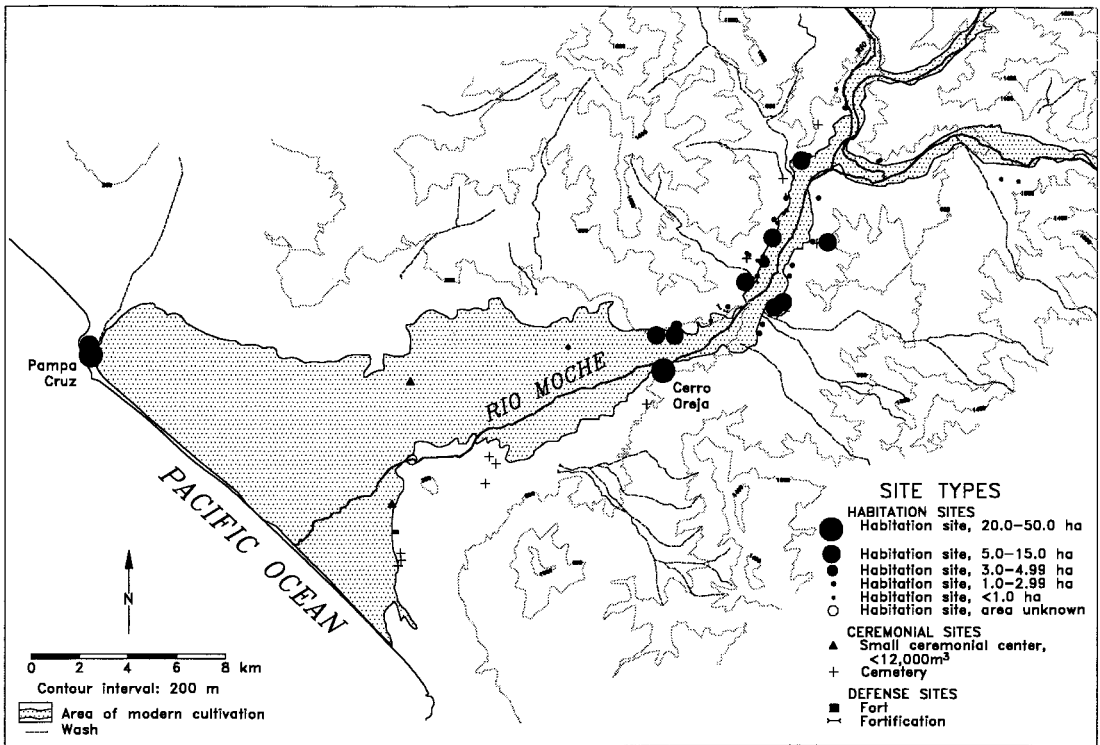 Pampa
Cruz
RIO MOCHE
Cerro
Oreja
PACIFIC OCEAN
N
0 2 4 6 8 km
Contour interval: 200 m
Area of modern cultivation
Wash
SITE TYPES
HABITATION SITES
Habitation site, 20.0–50.0 ha
Habitation site, 5.0–15.0 ha
Habitation site, 3.0–4.99 ha
Habitation site, 1.0–2.99 ha
Habitation site, <1.0 ha
Habitation site, area unknown
CEREMONIAL SITES
Small ceremonial center,
<12,000m³
Cemetery
DEFENSE SITES
Fort
Fortification